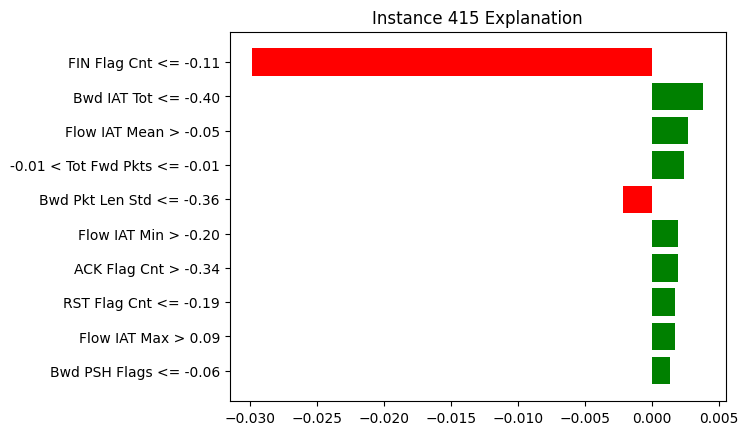 Instance 415 Explanation
FIN Flag Cnt <= -0.11
Bwd IAT Tot <= -0.40
Flow IAT Mean > -0.05
-0.01 < Tot Fwd Pkts <= -0.01
Bwd Pkt Len Std <= -0.36
Flow IAT Min > -0.20
ACK Flag Cnt > -0.34
RST Flag Cnt <= -0.19
Flow IAT Max > 0.09
Bwd PSH Flags <= -0.06
−0.030 −0.025 −0.020 −0.015 −0.010 −0.005 0.000 0.005